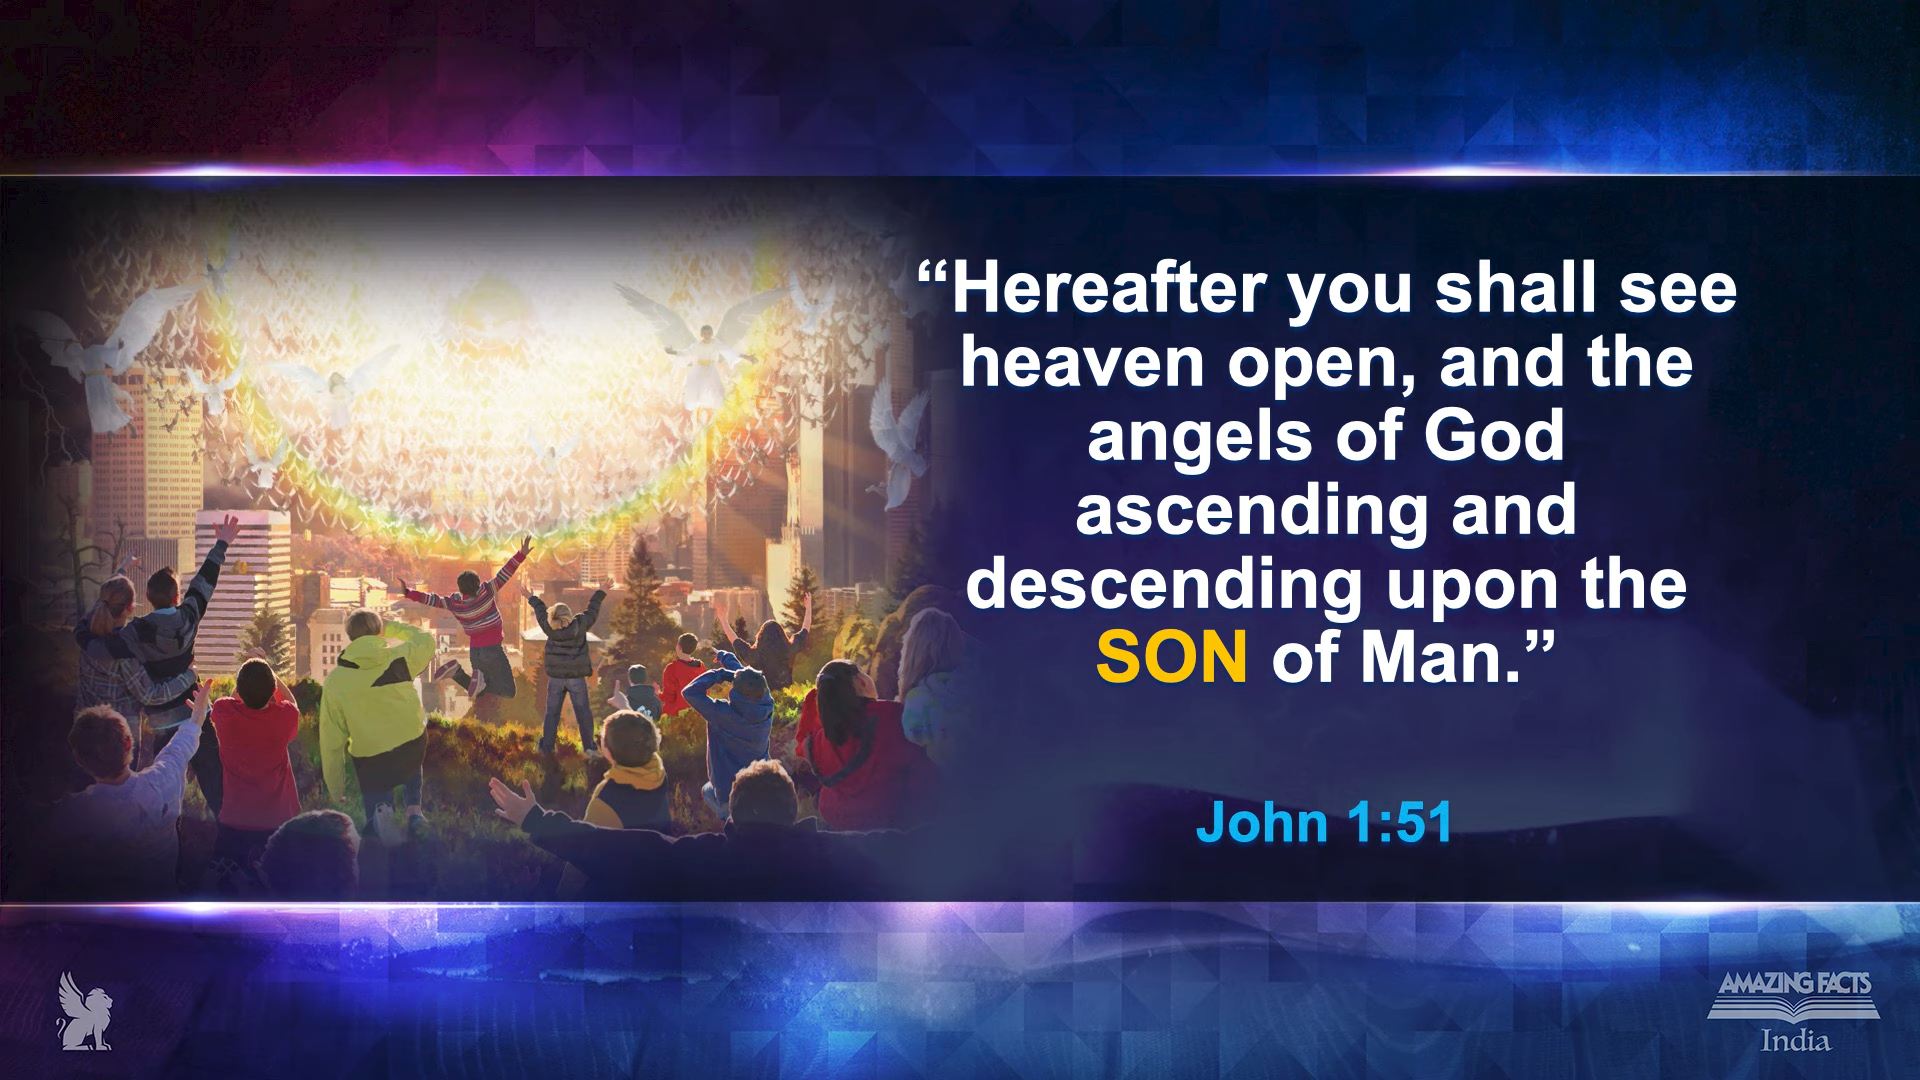 “Hereafter you shall see
heaven open, and the
angels of God
ascending and
descending upon the
SON of Man.”
John 1:51
AMAZING FACTS
India